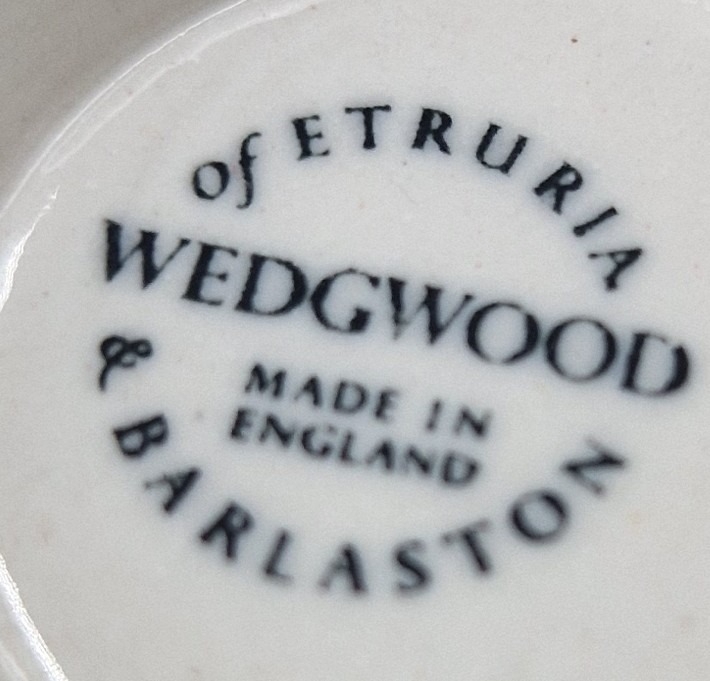 of ETRURIA
WEDGWOOD
MADE IN
ENGLAND
& BARLASTON